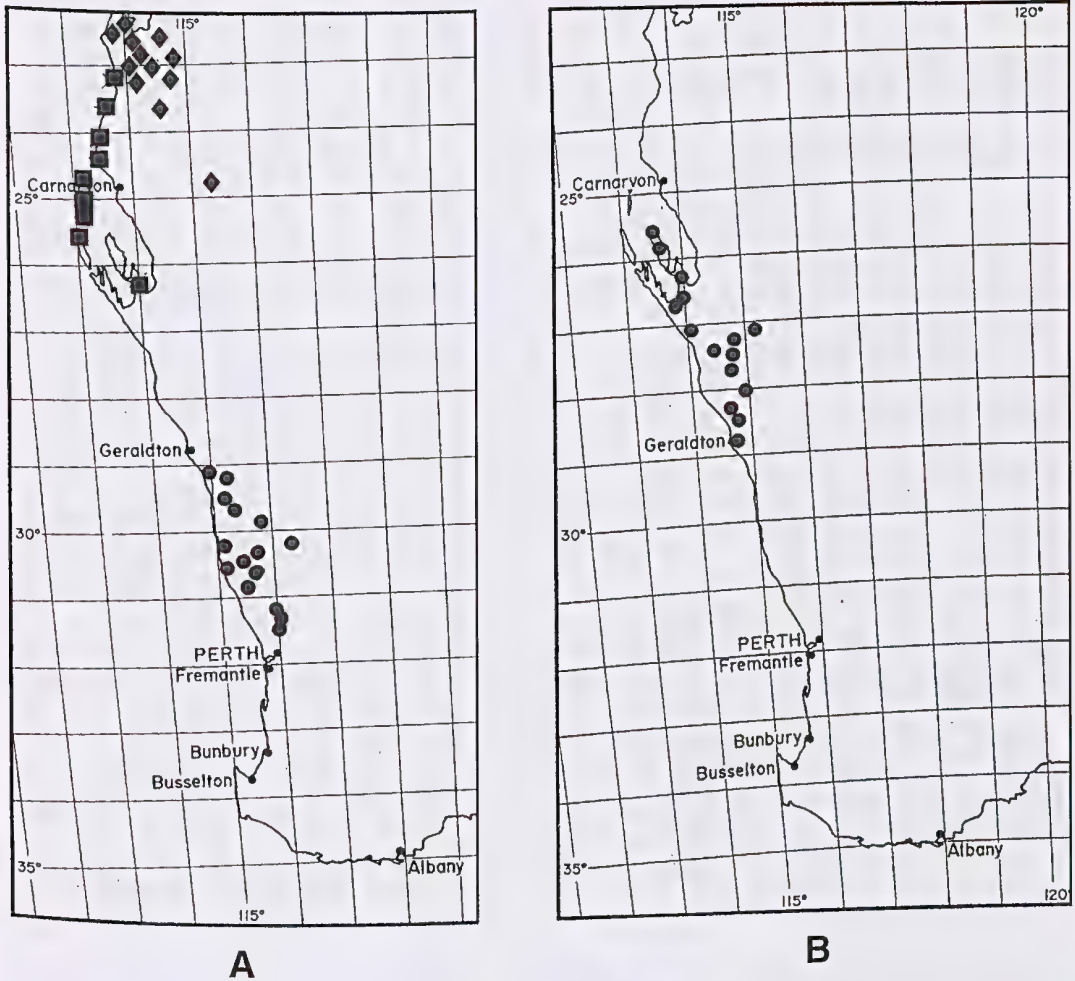 115°
Carnarvon
25°
Geraldton
30°
PERTH
Fremantle
Bunbury
Busselton
Albany
35°
115°
A
115°
120°
Carnarvon
25°
Geraldton
30°
PERTH
Fremantle
Bunbury
Busselton
Albany
35°
115°
120°
B